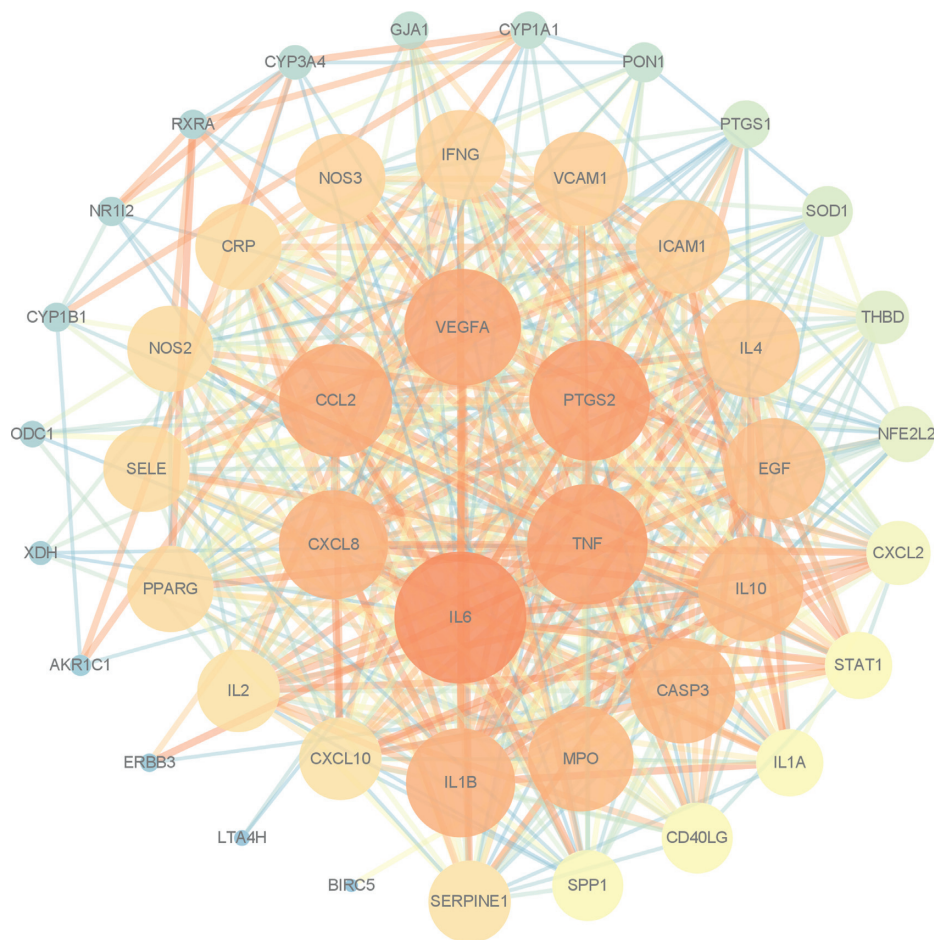 GJA1
CYP1A1
CYP3A4
PON1
RXRA
PTGS1
IFNG
NOS3
VCAM1
NR1I2
SOD1
CRP
ICAM1
CYP1B1
THBD
VEGFA
NOS2
IL4
CCL2
PTGS2
ODC1
NFE2L2
SELE
EGF
CXCL8
TNF
XDH
CXCL2
PPARG
IL10
IL6
AKR1C1
STAT1
IL2
CASP3
ERBB3
CXCL10
MPO
IL1A
IL1B
LTA4H
CD40LG
BIRC5
SPP1
SERPINE1